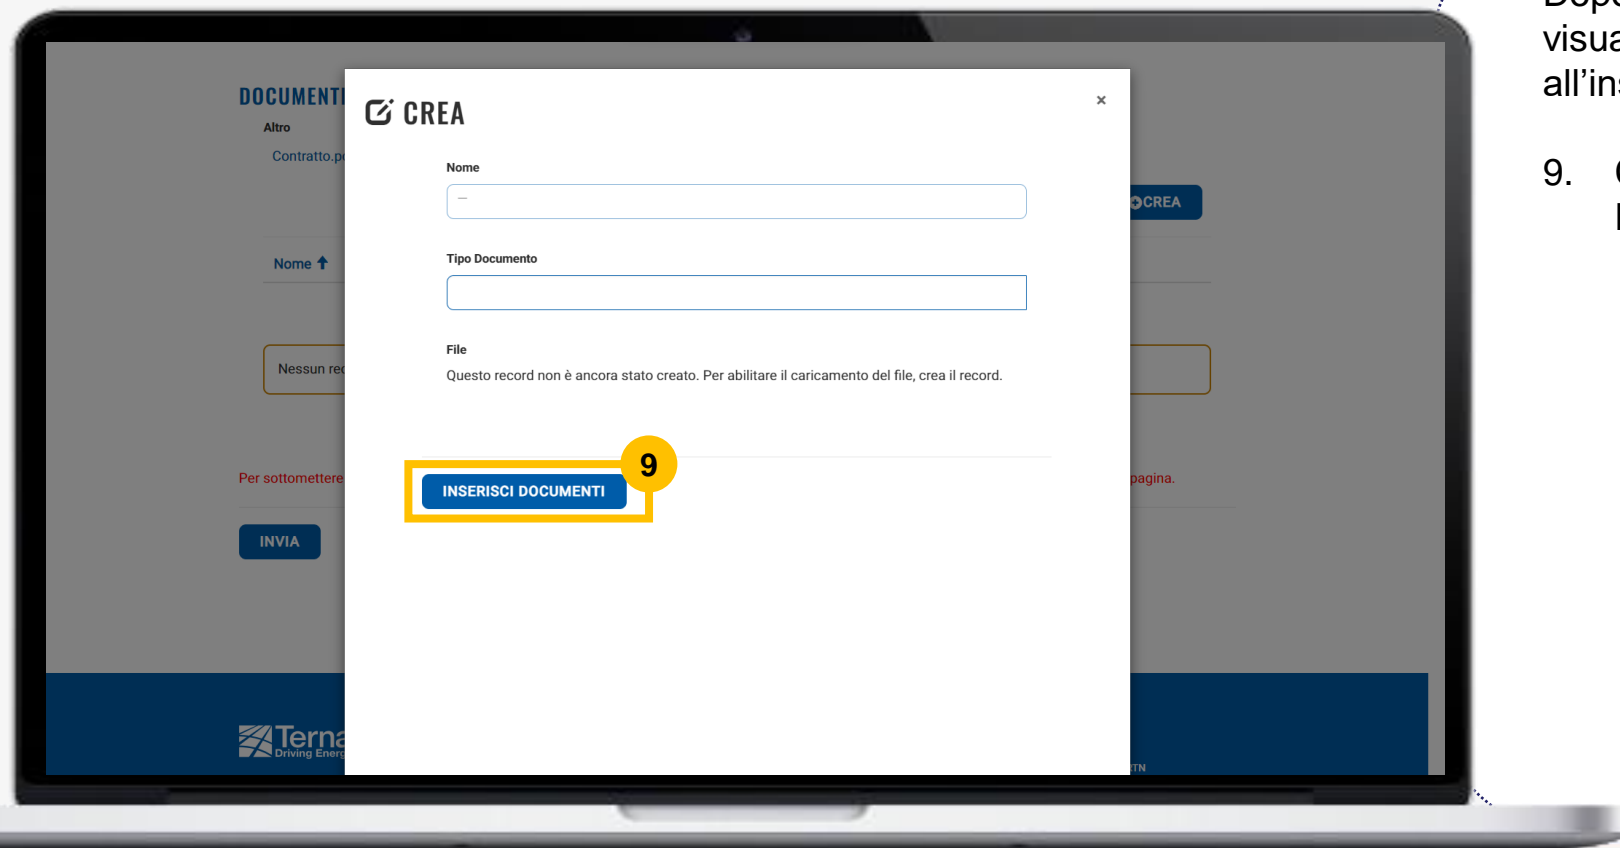 DOCUMENTI
Altro
Contratto.p
CREA
Nome
Nessun rec
Per sottomettere
pagina.
INVIA
Terna
Driving Energ
CREA
×
Nome
—
Tipo Documento
File
Questo record non è ancora stato creato. Per abilitare il caricamento del file, crea il record.
9
INSERISCI DOCUMENTI
visua
all'ins
9.